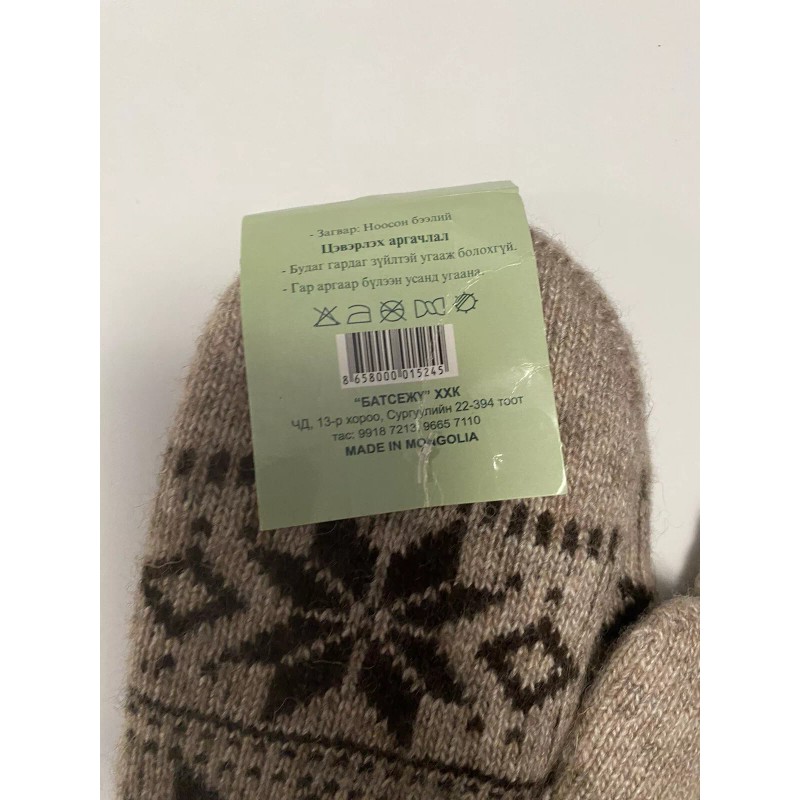 - Загвар: Ноосон бээлий
Цэвэрлэх аргачлал
- Будаг гардаг зүйлтэй угааж болохгүй.
- Гар аргаар бүлээн усанд угаана.
8 658000 015245
"БАТСЕЖҮ" ХХК
ЧД, 13-р хороо, Сургуулийн 22-394 тоот
тас: 9918 7213, 9665 7110
MADE IN MONGOLIA